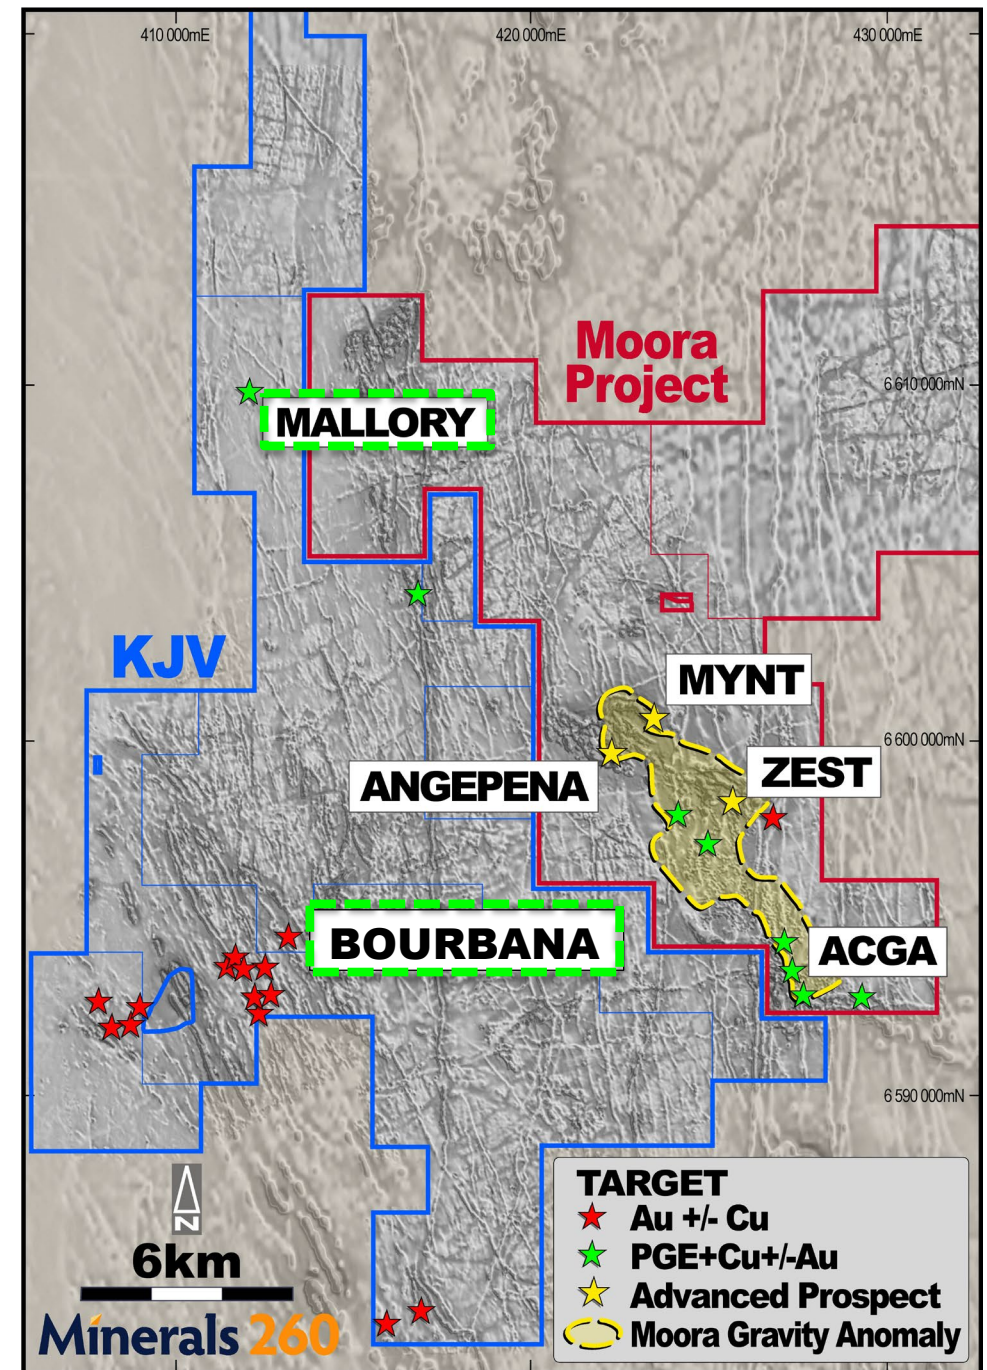 410 000mE
420 000mE
430 000mE
Moora
Project
6 610 000mN
MALLORY
KJV
MYNT
6 600 000mN
ZEST
ANGEPENA
BOURBANA
ACGA
6 590 000mN
N
6km
Minerals 260
TARGET
Au +/- Cu
PGE+Cu+/-Au
Advanced Prospect
Moora Gravity Anomaly